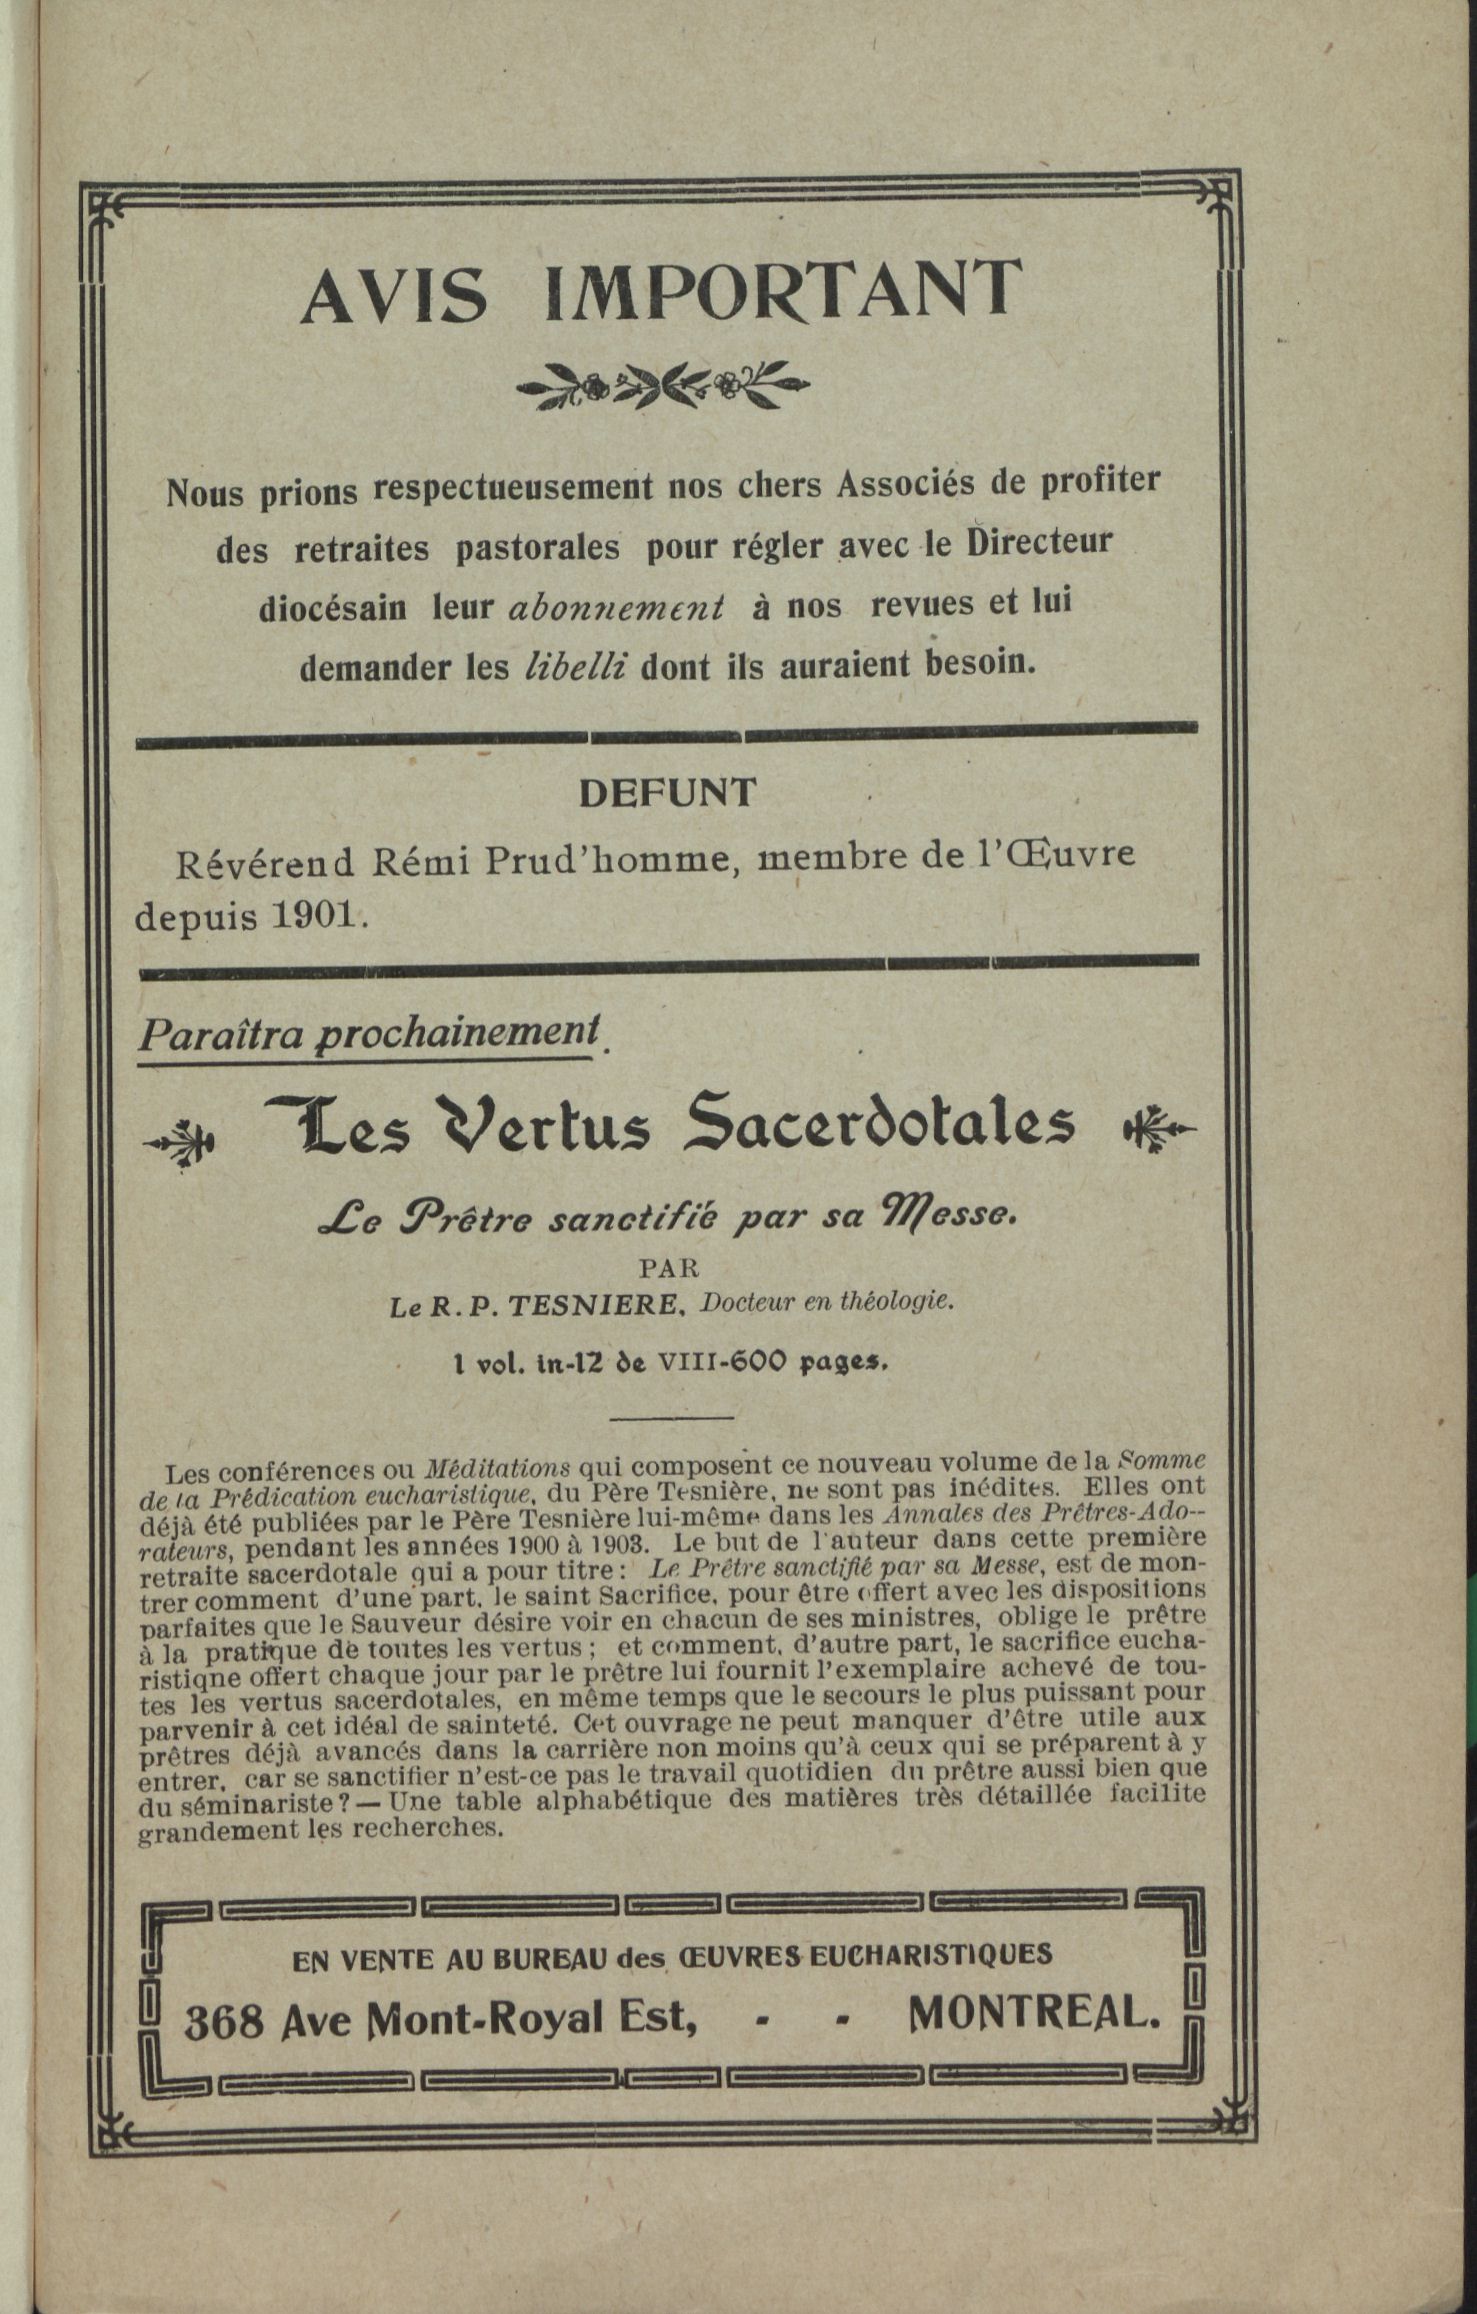 AVIS IMPORTANT
Nous prions respectueusement nos chers Associés de profiter
des retraites pastorales pour régler avec le Directeur
diocésain leur abonnement à nos revues et lui
demander les libelli dont ils auraient besoin.
DEFUNT
Révérend Rémi Prud'homme, membre de l'Œuvre
depuis 1901.
Paraîtra prochainement.
Les Vertus Sacerdotales
Le Prêtre sanctifié par sa Messe.
PAR
Le R. P. TESNIERE, Docteur en théologie.
1 vol. in-12 de VIII-600 pages.
Les conférences ou Méditations qui composent ce nouveau volume de la Somme
de la Prédication eucharistique, du Père Tesnière, ne sont pas inédites. Elles ont
déjà été publiées par le Père Tesnière lui-même dans les Annales des Prêtres-Ado--
rateurs, pendant les années 1900 à 1903. Le but de l'auteur dans cette première
retraite sacerdotale qui a pour titre : Le Prêtre sanctifié par sa Messe, est de mon-
trer comment d'une part, le saint Sacrifice, pour être offert avec les dispositions
parfaites que le Sauveur désire voir en chacun de ses ministres, oblige le prêtre
à la pratique de toutes les vertus ; et comment, d'autre part, le sacrifice eucha-
ristiqne offert chaque jour par le prêtre lui fournit l'exemplaire achevé de tou-
tes les vertus sacerdotales, en même temps que le secours le plus puissant pour
parvenir à cet idéal de sainteté. Cet ouvrage ne peut manquer d'être utile aux
prêtres déjà avancés dans la carrière non moins qu'à ceux qui se préparent à y
entrer, car se sanctifier n'est-ce pas le travail quotidien du prêtre aussi bien que
du séminariste ? — Une table alphabétique des matières très détaillée facilite
grandement les recherches.
EN VENTE AU BUREAU des ŒUVRES EUCHARISTIQUES
368 Ave Mont-Royal Est, - - MONTREAL.